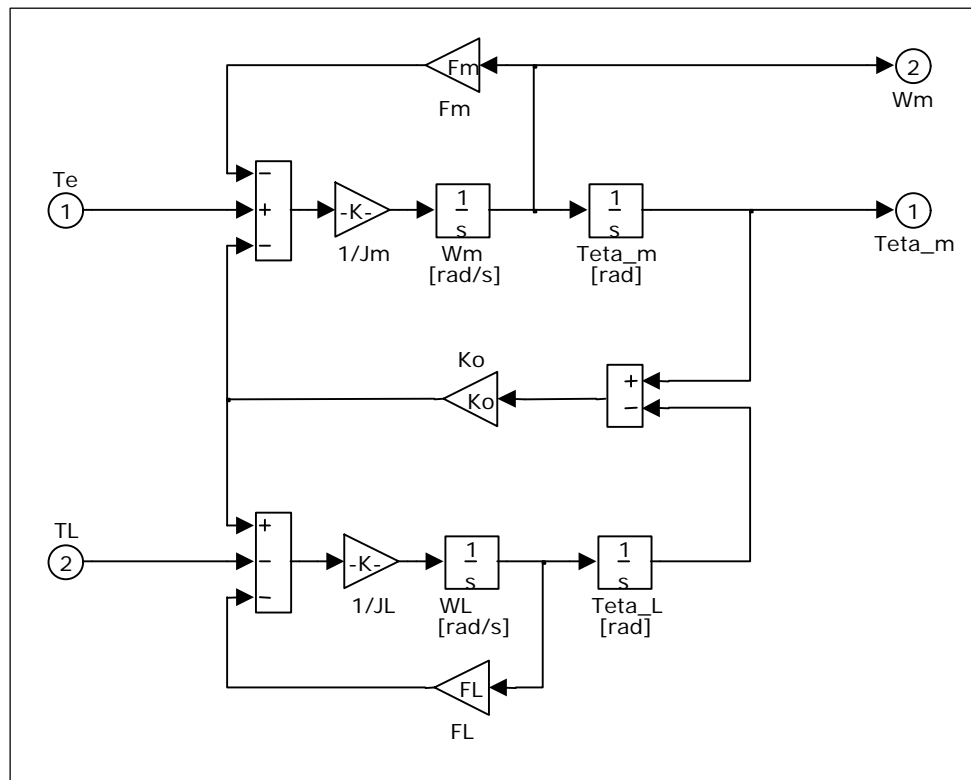 Fm
2
Fm
Wm
Te
−
1
+
-K-
1
s
1
s
1
−
1/Jm
Wm
[rad/s]
Teta_m
[rad]
Teta_m
Ko
+
Ko
−
TL
+
2
−
-K-
1
s
1
s
−
1/JL
WL
[rad/s]
Teta_L
[rad]
FL
FL